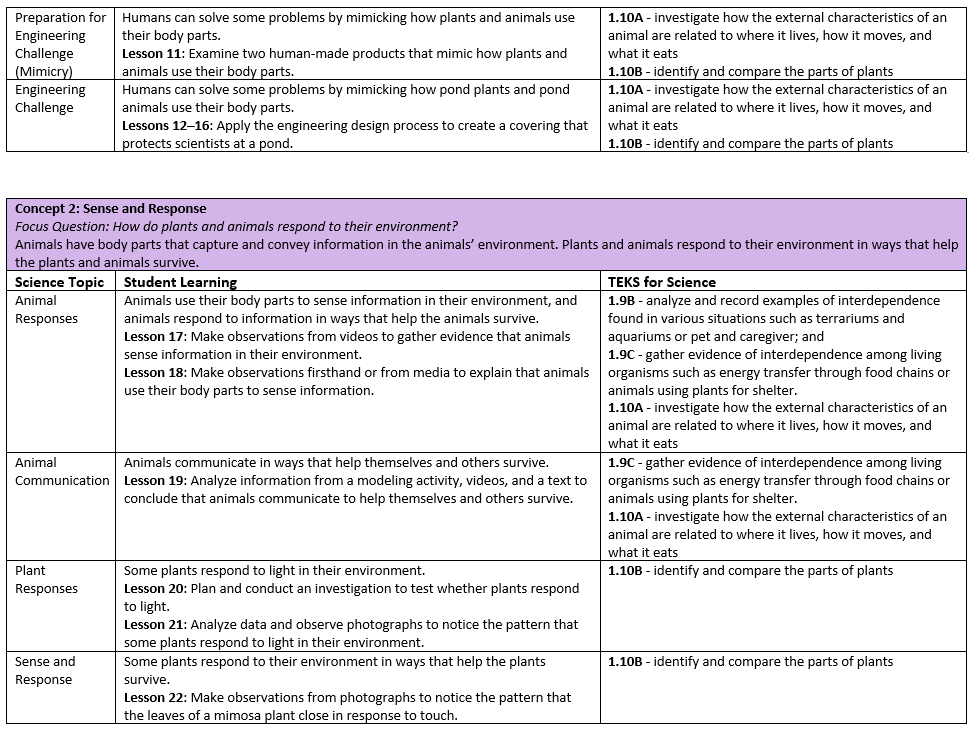 Preparation for Engineering Challenge (Mimicry)
Humans can solve some problems by mimicking how plants and animals use
their body parts.
Lesson 11: Examine two human-made products that mimic how plants and
animals use their body parts.
1.10A - investigate how the external characteristics of an
animal are related to where it lives, how it moves, and
what it eats
1.10B - identify and compare the parts of plants
Engineering
Challenge
Humans can solve some problems by mimicking how pond plants and pond
animals use their body parts.
Lessons 12–16: Apply the engineering design process to create a covering that
protects scientists at a pond.
1.10A - investigate how the external characteristics of an
animal are related to where it lives, how it moves, and
what it eats
1.10B - identify and compare the parts of plants
Concept 2: Sense and Response
Focus Question: How do plants and animals respond to their environment?
Animals have body parts that capture and convey information in the animals’ environment. Plants and animals respond to their environment in ways that help
the plants and animals survive.
Science Topic
Student Learning
TEKS for Science
Animal
Responses
Animals use their body parts to sense information in their environment, and
animals respond to information in ways that help the animals survive.
Lesson 17: Make observations from videos to gather evidence that animals
sense information in their environment.
Lesson 18: Make observations firsthand or from media to explain that animals
use their body parts to sense information.
1.9B - analyze and record examples of interdependence
found in various situations such as terrariums and
aquariums or pet and caregiver; and
1.9C - gather evidence of interdependence among living
organisms such as energy transfer through food chains or
animals using plants for shelter.
1.10A - investigate how the external characteristics of an
animal are related to where it lives, how it moves, and
what it eats
Animal
Communication
Animals communicate in ways that help themselves and others survive.
Lesson 19: Analyze information from a modeling activity, videos, and a text to
conclude that animals communicate to help themselves and others survive.
1.9C - gather evidence of interdependence among living
organisms such as energy transfer through food chains or
animals using plants for shelter.
1.10A - investigate how the external characteristics of an
animal are related to where it lives, how it moves, and
what it eats
Plant
Responses
Some plants respond to light in their environment.
Lesson 20: Plan and conduct an investigation to test whether plants respond
to light.
Lesson 21: Analyze data and observe photographs to notice the pattern that
some plants respond to light in their environment.
1.10B - identify and compare the parts of plants
Sense and
Response
Some plants respond to their environment in ways that help the plants
survive.
Lesson 22: Make observations from photographs to notice the pattern that
the leaves of a mimosa plant close in response to touch.
1.10B - identify and compare the parts of plants